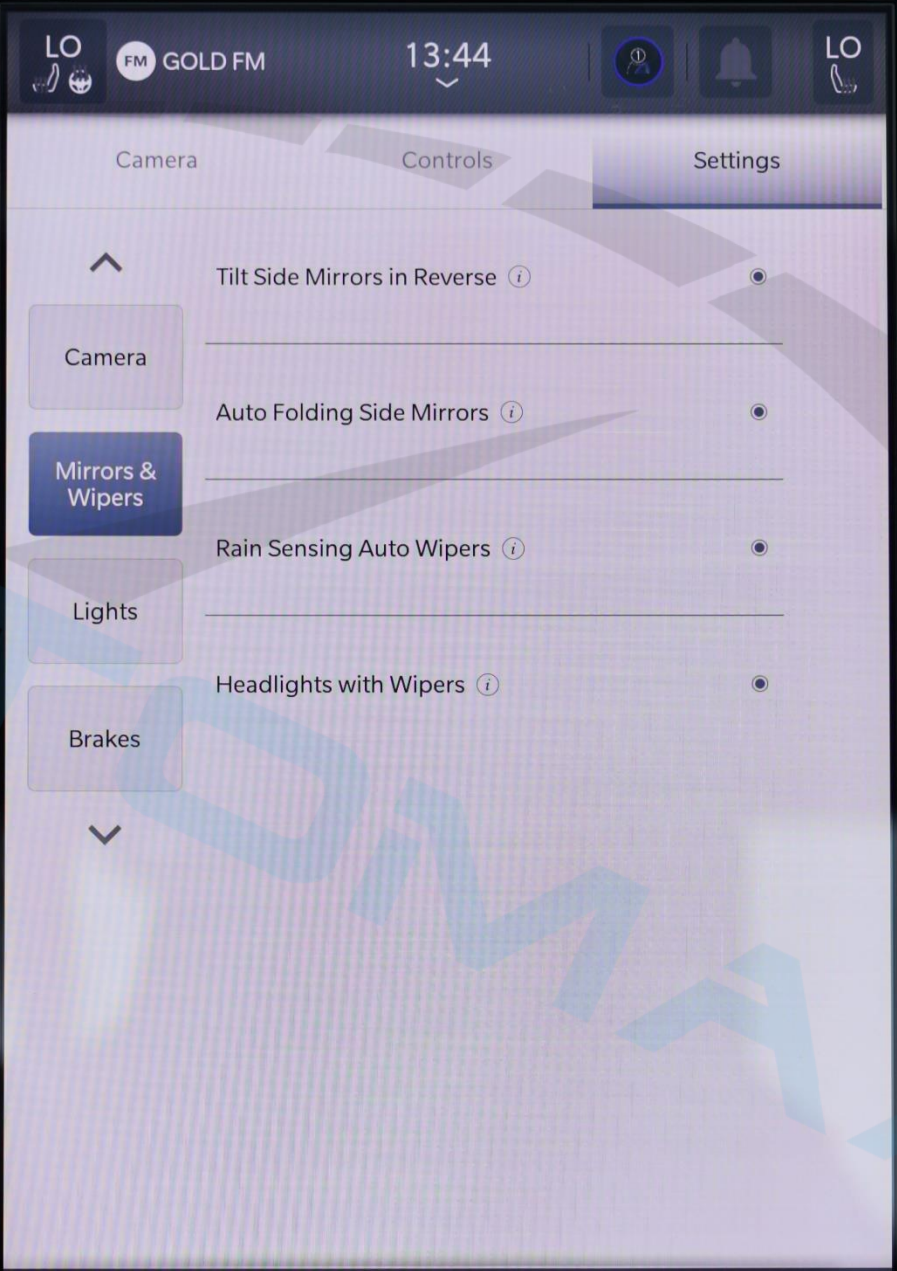 LO
FM GOLD FM
13:44
1
LO
Camera
Controls
Settings
Tilt Side Mirrors in Reverse i
Camera
Auto Folding Side Mirrors i
Mirrors &
Wipers
Rain Sensing Auto Wipers i
Lights
Headlights with Wipers i
Brakes